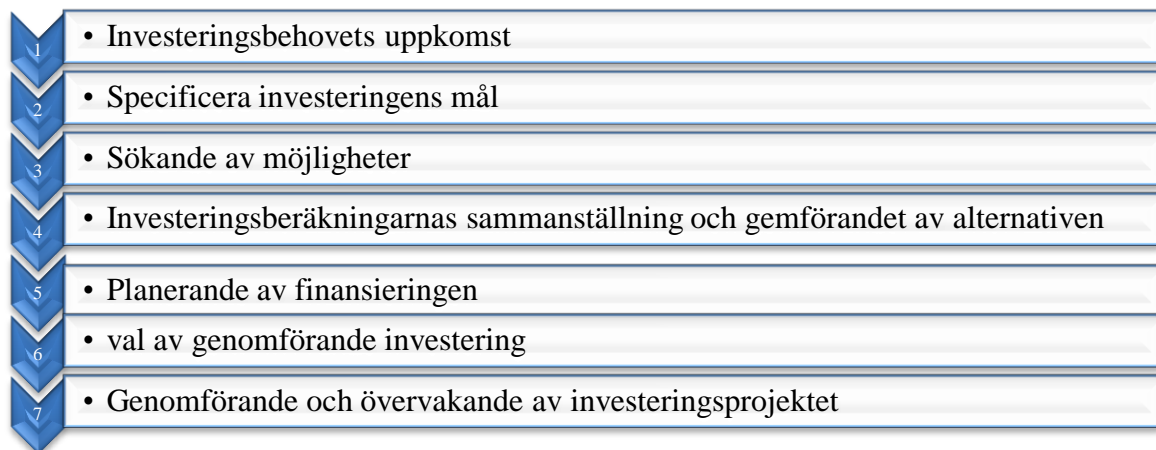 1 • Investeringsbehovets uppkomst
2 • Specificera investeringens mål
3 • Sökande av möjligheter
4 • Investeringsberäkningarnas sammanställning och gemförandet av alternativen
5 • Planerande av finansieringen
6 • val av genomförande investering
7 • Genomförande och övervakande av investeringsprojektet